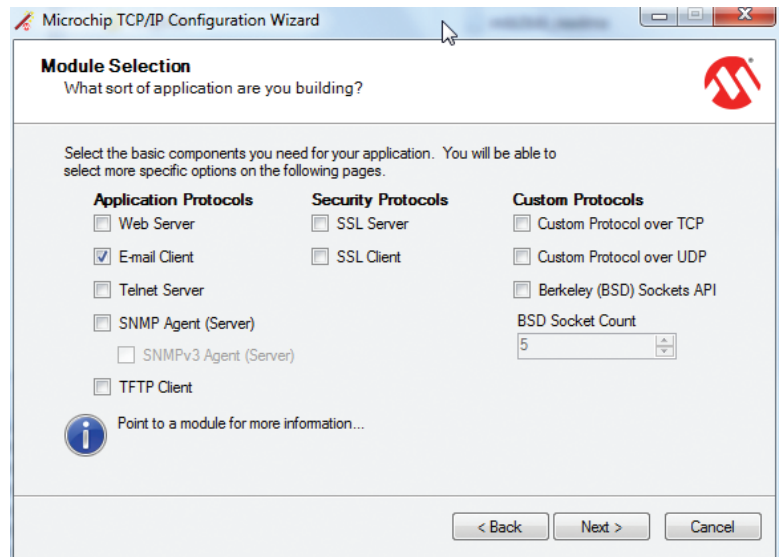 Microchip TCP/IP Configuration Wizard
Module Selection
What sort of application are you building?
Select the basic components you need for your application. You will be able to
select more specific options on the following pages.
Application Protocols
Web Server
E-mail Client
Telnet Server
SNMP Agent (Server)
SNMPv3 Agent (Server)
TFTP Client
Security Protocols
SSL Server
SSL Client
Custom Protocols
Custom Protocol over TCP
Custom Protocol over UDP
Berkeley (BSD) Sockets API
BSD Socket Count
5
Point to a module for more information...
< Back
Next >
Cancel